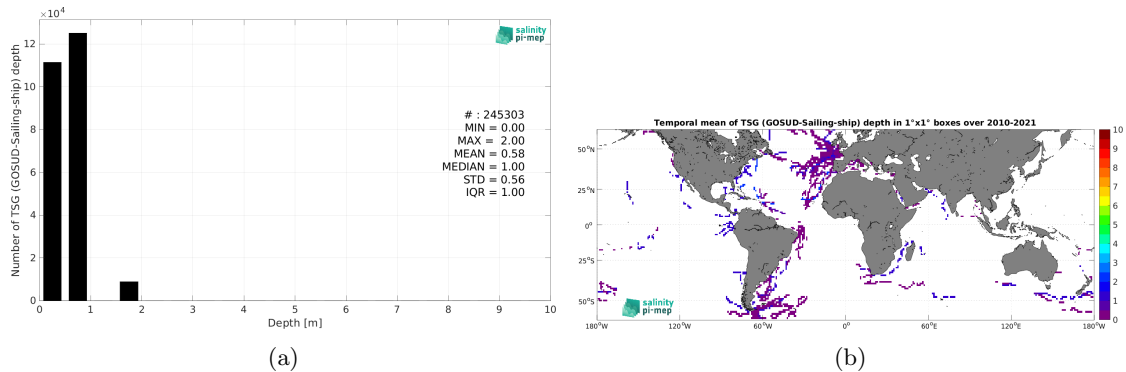 ×10⁴
12
10
8
6
4
2
0
Number of TSG (GOSUD-Sailing-ship) depth
salinity
pi-mep
# : 245303
MIN = 0.00
MAX = 2.00
MEAN = 0.58
MEDIAN = 1.00
STD = 0.56
IQR = 1.00
0 1 2 3 4 5 6 7 8 9 10
Depth [m]
(a)
Temporal mean of TSG (GOSUD-Sailing-ship) depth in 1°x1° boxes over 2010-2021
50°N
25°N
0°
25°S
50°S
salinity
pi-mep
180°W 120°W 60°W 0° 60°E 120°E 180°W
10
9
8
7
6
5
4
3
2
1
0
(b)